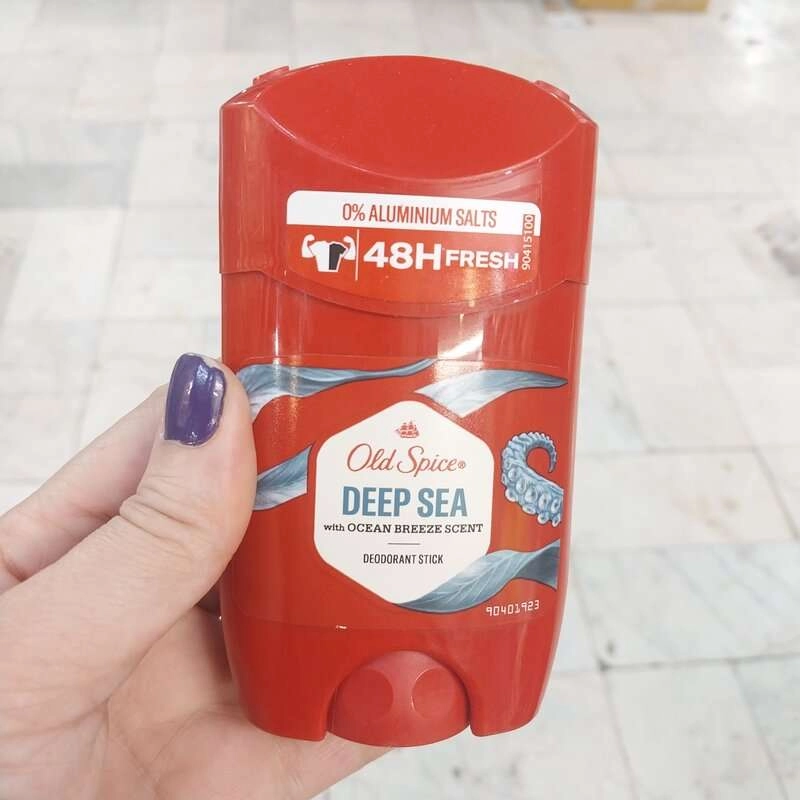 0% ALUMINIUM SALTS
48H FRESH
90415100
Old Spice®
DEEP SEA
with OCEAN BREEZE SCENT
DEODORANT STICK
90401923